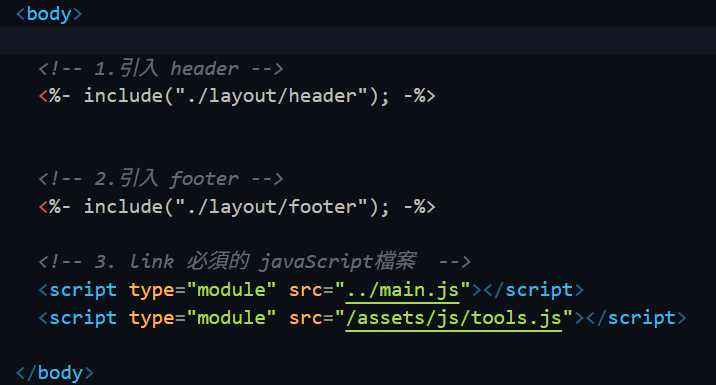 <body>
<!-- 1.引入 header -->
<%- include("./layout/header"); -%>
<!-- 2.引入 footer -->
<%- include("./layout/footer"); -%>
<!-- 3. link 必須的 javaScript檔案  -->
<script type="module" src="../main.js"></script>
<script type="module" src="/assets/js/tools.js"></script>
</body>